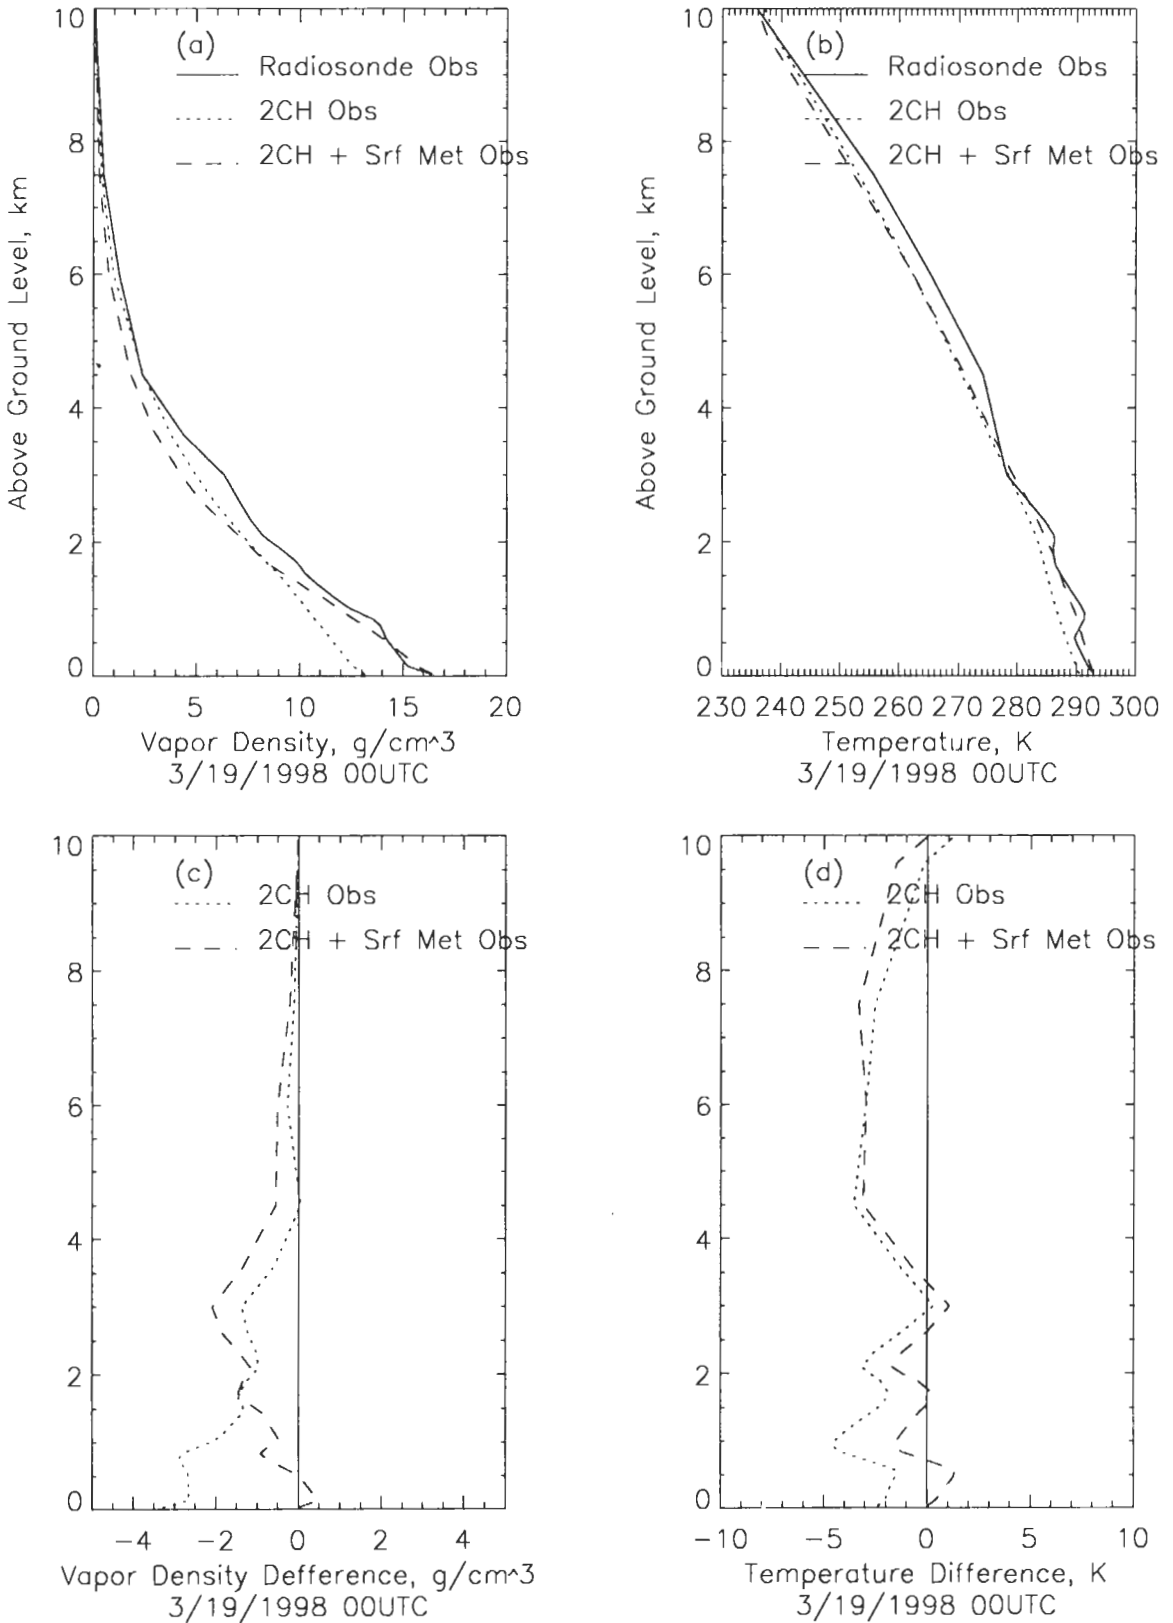 (a)
Radiosonde Obs
2CH Obs
2CH + Srf Met Obs
10
8
6
4
2
0
Above Ground Level, km
0 5 10 15 20
Vapor Density, g/cm^3
3/19/1998 00UTC
(b)
Radiosonde Obs
2CH Obs
2CH + Srf Met Obs
10
8
6
4
2
0
Above Ground Level, km
230 240 250 260 270 280 290 300
Temperature, K
3/19/1998 00UTC
(c)
2CH Obs
2CH + Srf Met Obs
10
8
6
4
2
0
-4 -2 0 2 4
Vapor Density Defference, g/cm^3
3/19/1998 00UTC
(d)
2CH Obs
2CH + Srf Met Obs
10
8
6
4
2
0
-10 -5 0 5 10
Temperature Difference, K
3/19/1998 00UTC